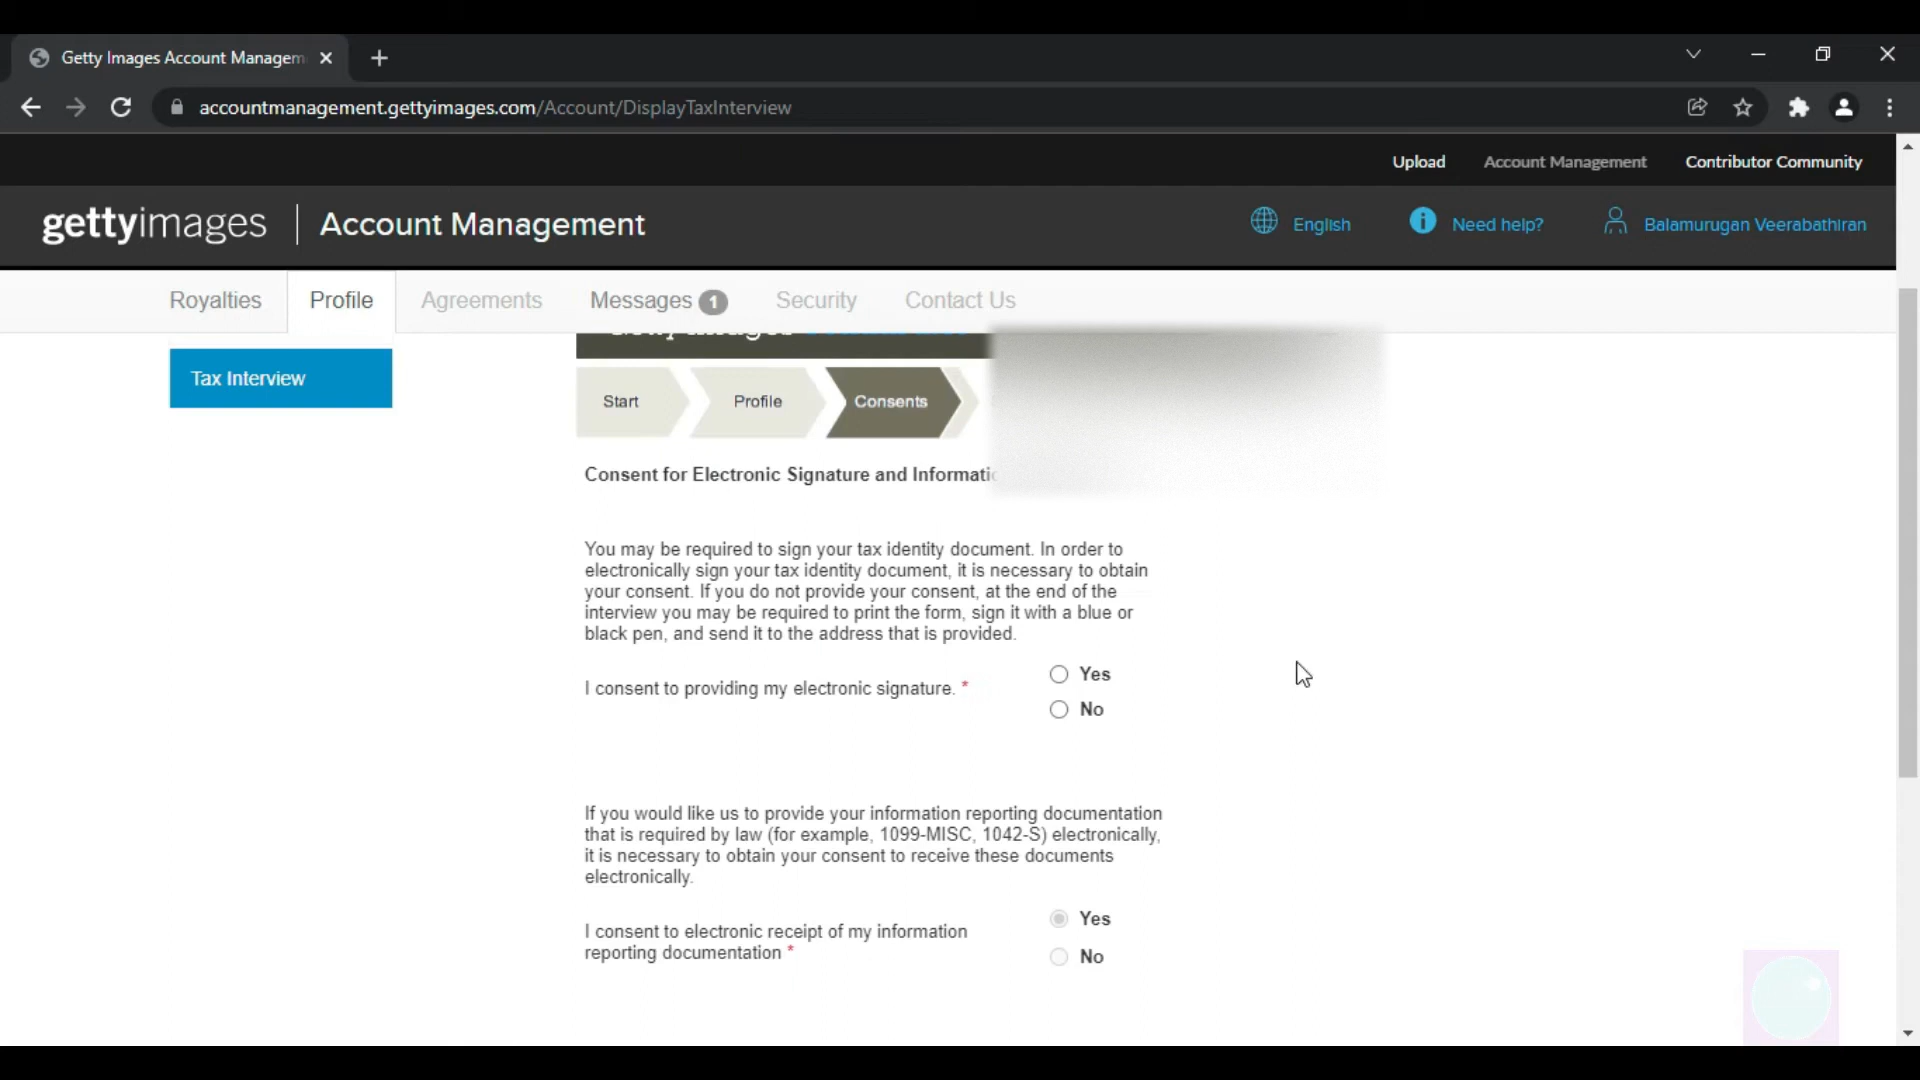 Getty Images Account Managem
accountmanagement.gettyimages.com/Account/DisplayTaxInterview
Upload Account Management Contributor Community
gettyimages Account Management English Need help? Balamurugan Veerabathiran
Royalties Profile Agreements Messages 1 Security Contact Us
Tax Interview
Start Profile Consents
Consent for Electronic Signature and Informatic
You may be required to sign your tax identity document. In order to
electronically sign your tax identity document, it is necessary to obtain
your consent. If you do not provide your consent, at the end of the
interview you may be required to print the form, sign it with a blue or
black pen, and send it to the address that is provided.
I consent to providing my electronic signature. *
Yes
No
If you would like us to provide your information reporting documentation
that is required by law (for example, 1099-MISC, 1042-S) electronically,
it is necessary to obtain your consent to receive these documents
electronically.
I consent to electronic receipt of my information
reporting documentation *
Yes
No